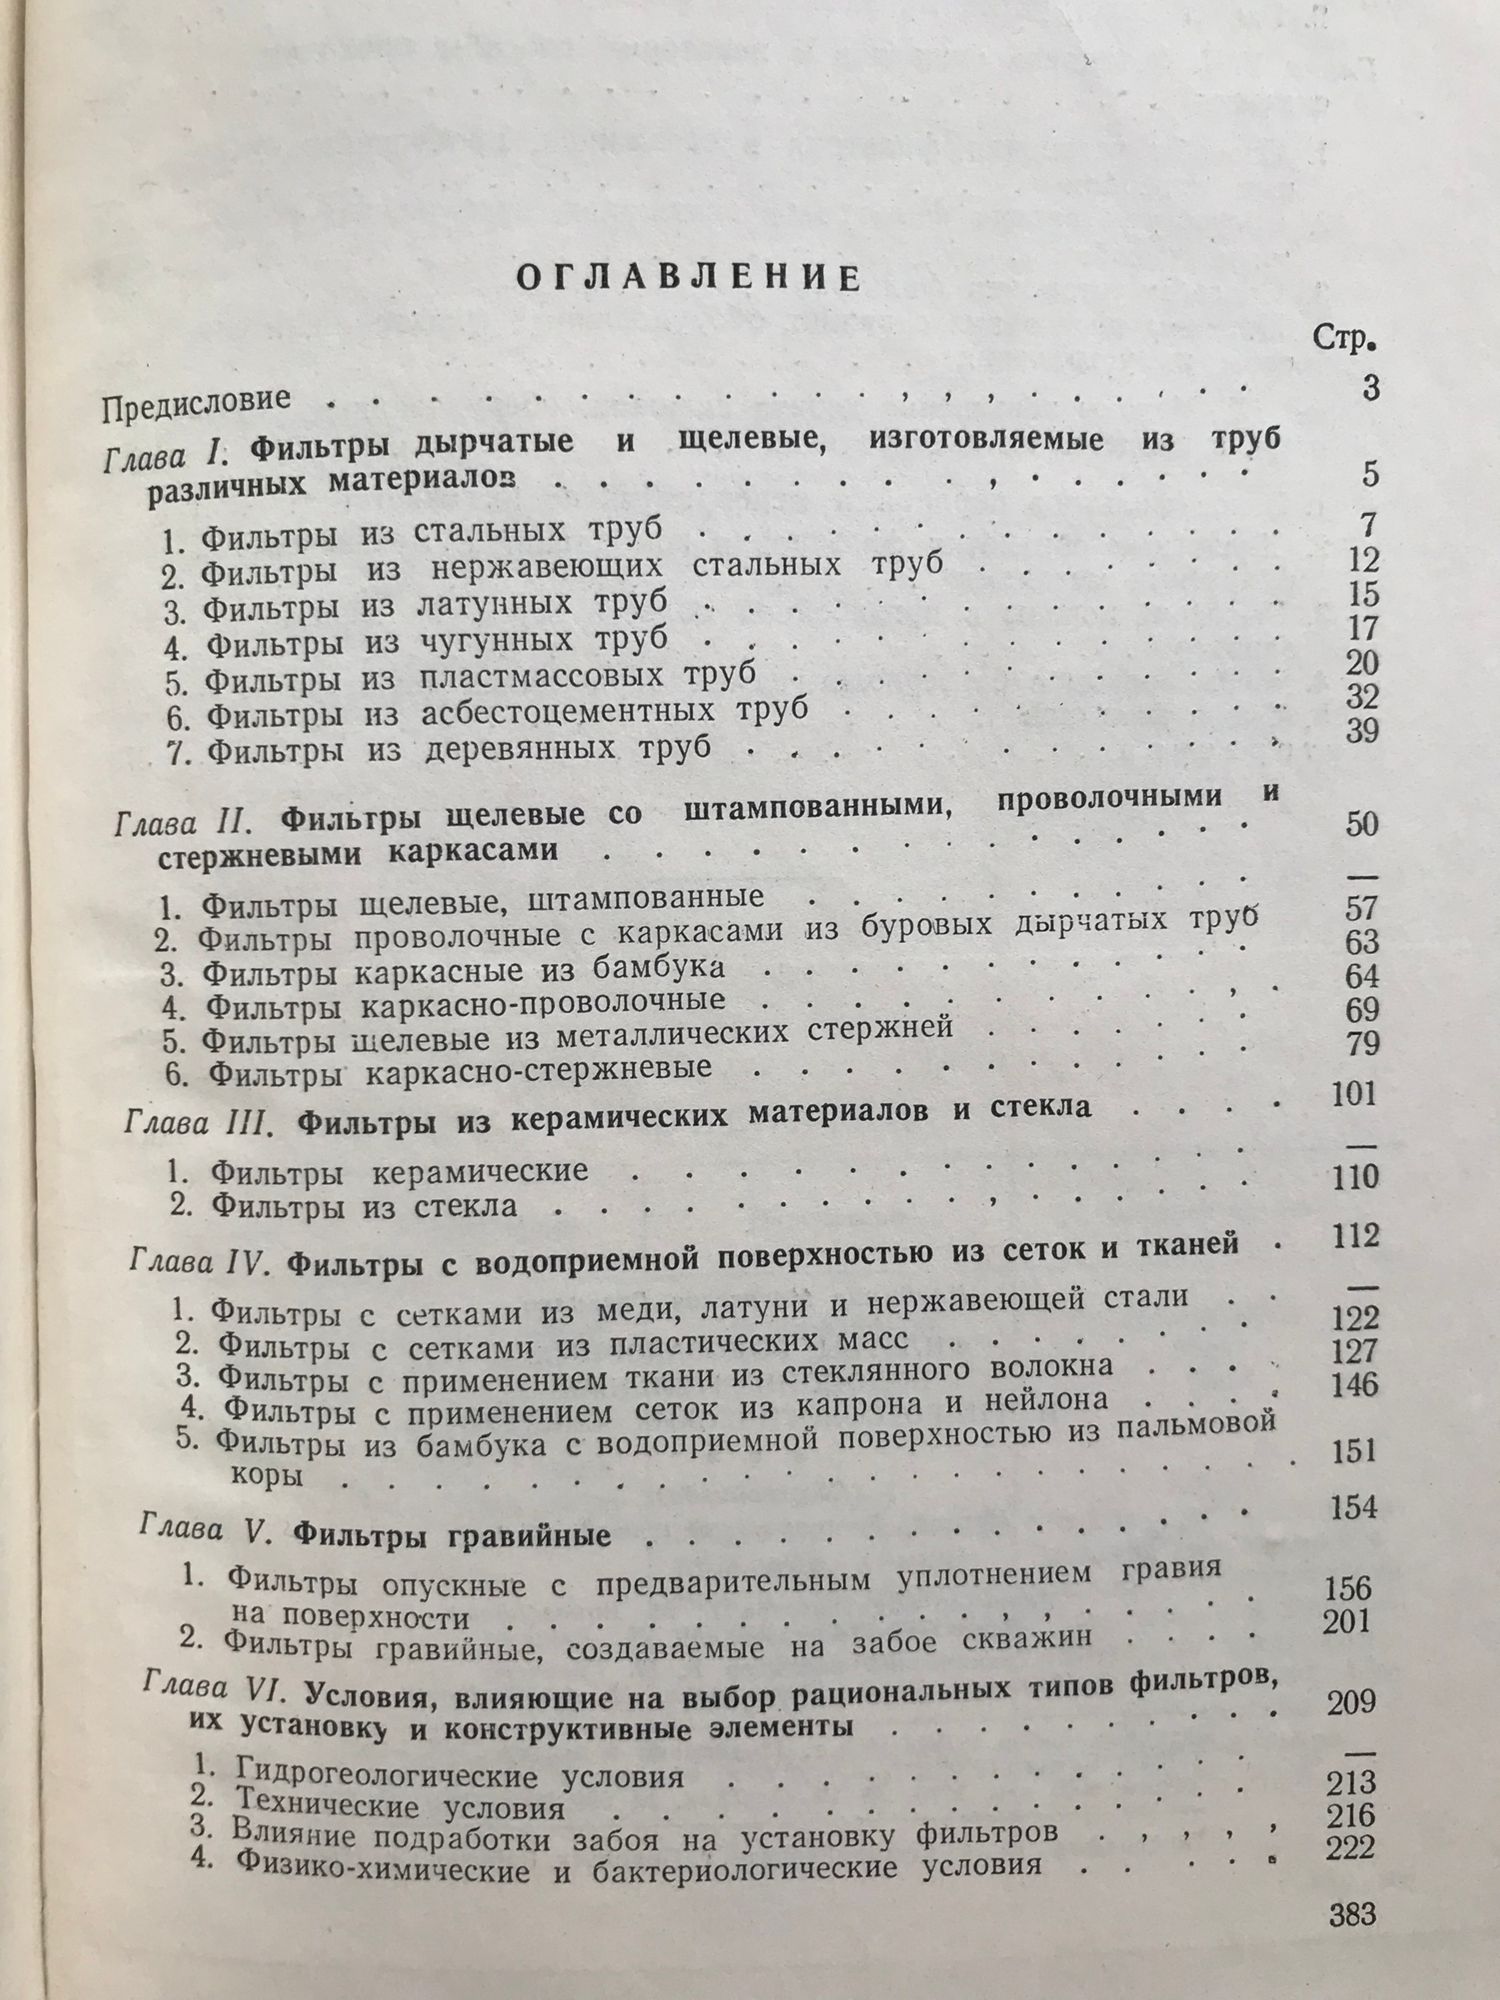 ОГЛАВЛЕНИЕ
Стр.
Предисловие . . . . . . . . . . . . . . . . . . . . 3
Глава I. Фильтры дырчатые и щелевые, изготовляемые из труб
различных материалов . . . . . . . . . . . . . . . . 5
1. Фильтры из стальных труб . . . . . . . . . . . . . . 7
2. Фильтры из нержавеющих стальных труб . . . . . . . . 12
3. Фильтры из латунных труб . . . . . . . . . . . . . . 15
4. Фильтры из чугунных труб . . . . . . . . . . . . . . 17
5. Фильтры из пластмассовых труб . . . . . . . . . . . . 20
6. Фильтры из асбестоцементных труб . . . . . . . . . . . 32
7. Фильтры из деревянных труб . . . . . . . . . . . . . 39
Глава II. Фильтры щелевые со штампованными, проволочными и
стержневыми каркасами . . . . . . . . . . . . . . . 50
1. Фильтры щелевые, штампованные . . . . . . . . . . . —
2. Фильтры проволочные с каркасами из буровых дырчатых труб 57
3. Фильтры каркасные из бамбука . . . . . . . . . . . . 63
4. Фильтры каркасно-проволочные . . . . . . . . . . . . 64
5. Фильтры щелевые из металлических стержней . . . . . . . 69
6. Фильтры каркасно-стержневые . . . . . . . . . . . . 79
Глава III. Фильтры из керамических материалов и стекла . . . . 101
1. Фильтры керамические . . . . . . . . . . . . . . . —
2. Фильтры из стекла . . . . . . . . . . . . . . . . . 110
Глава IV. Фильтры с водоприемной поверхностью из сеток и тканей . 112
1. Фильтры с сетками из меди, латуни и нержавеющей стали . . —
2. Фильтры с сетками из пластических масс . . . . . . . . 122
3. Фильтры с применением ткани из стеклянного волокна . . . . 127
4. Фильтры с применением сеток из капрона и нейлона . . . . 146
5. Фильтры из бамбука с водоприемной поверхностью из пальмовой
коры . . . . . . . . . . . . . . . . . . . . . . . 151
Глава V. Фильтры гравийные . . . . . . . . . . . . . . . 154
1. Фильтры опускные с предварительным уплотнением гравия
на поверхности . . . . . . . . . . . . . . . . . . 156
2. Фильтры гравийные, создаваемые на забое скважин . . . . 201
Глава VI. Условия, влияющие на выбор рациональных типов фильтров,
их установку и конструктивные элементы . . . . . . . . . . 209
1. Гидрогеологические условия . . . . . . . . . . . . —
2. Технические условия . . . . . . . . . . . . . . . . 213
3. Влияние подработки забоя на установку фильтров . . . . . 216
4. Физико-химические и бактериологические условия . . . . . 222
383